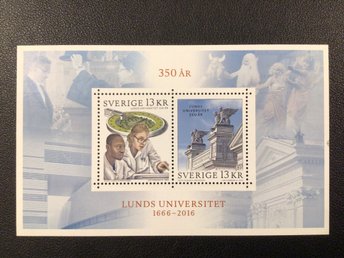 350 ÅR
SVERIGE 13 KR
LUNDS
UNIVERSITET
350 ÅR
SVERIGE 13 KR
LUNDS UNIVERSITET
1666–2016